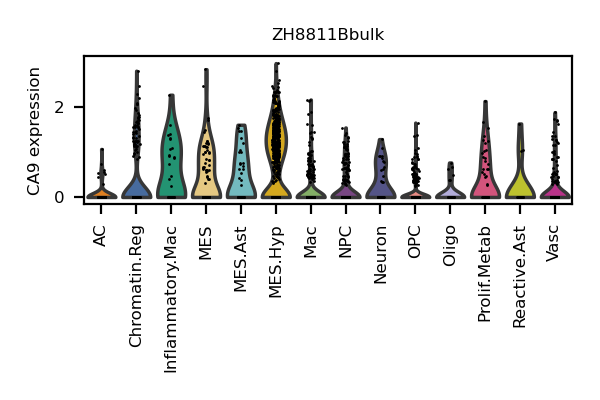 ZH8811Bbulk
CA9 expression
2
0
AC
Chromatin.Reg
Inflammatory.Mac
MES
MES.Ast
MES.Hyp
Mac
NPC
Neuron
OPC
Oligo
Prolif.Metab
Reactive.Ast
Vasc